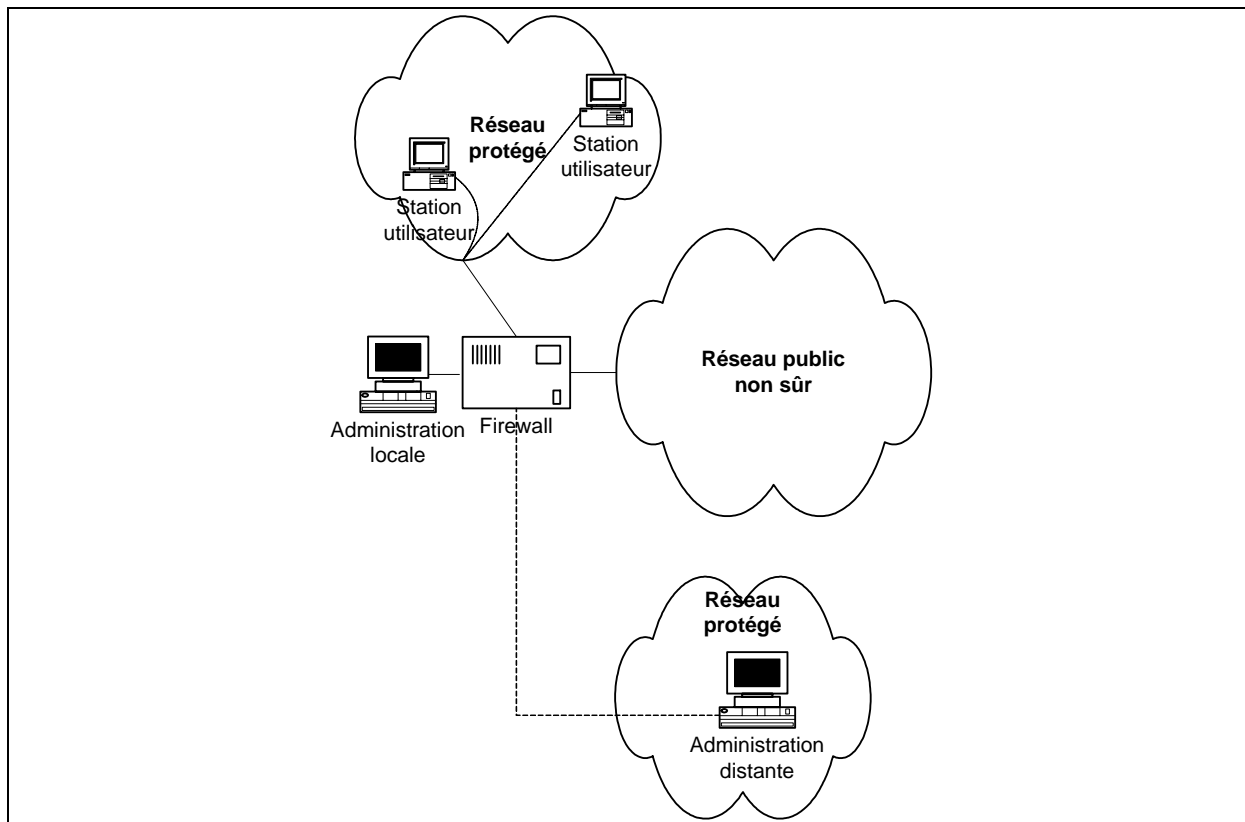 Réseau
protégé
Station
utilisateur
Station
utilisateur
Réseau public
non sûr
Administration
locale
Firewall
Réseau
protégé
Administration
distante